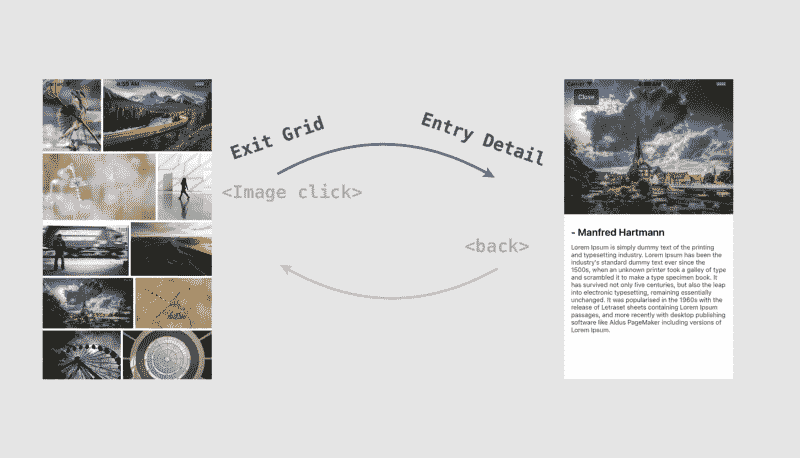 Carrier
9:59 AM
Exit Grid
Entry Detail
<Image click>
<back>
Carrier
9:59 AM
Close
- Manfred Hartmann
Lorem Ipsum is simply dummy text of the printing
and typesetting industry. Lorem Ipsum has been the
industry's standard dummy text ever since the
1500s, when an unknown printer took a galley of type
and scrambled it to make a type specimen book. It
has survived not only five centuries, but also the leap
into electronic typesetting, remaining essentially
unchanged. It was popularised in the 1960s with the
release of Letraset sheets containing Lorem Ipsum
passages, and more recently with desktop publishing
software like Aldus PageMaker including versions of
Lorem Ipsum.